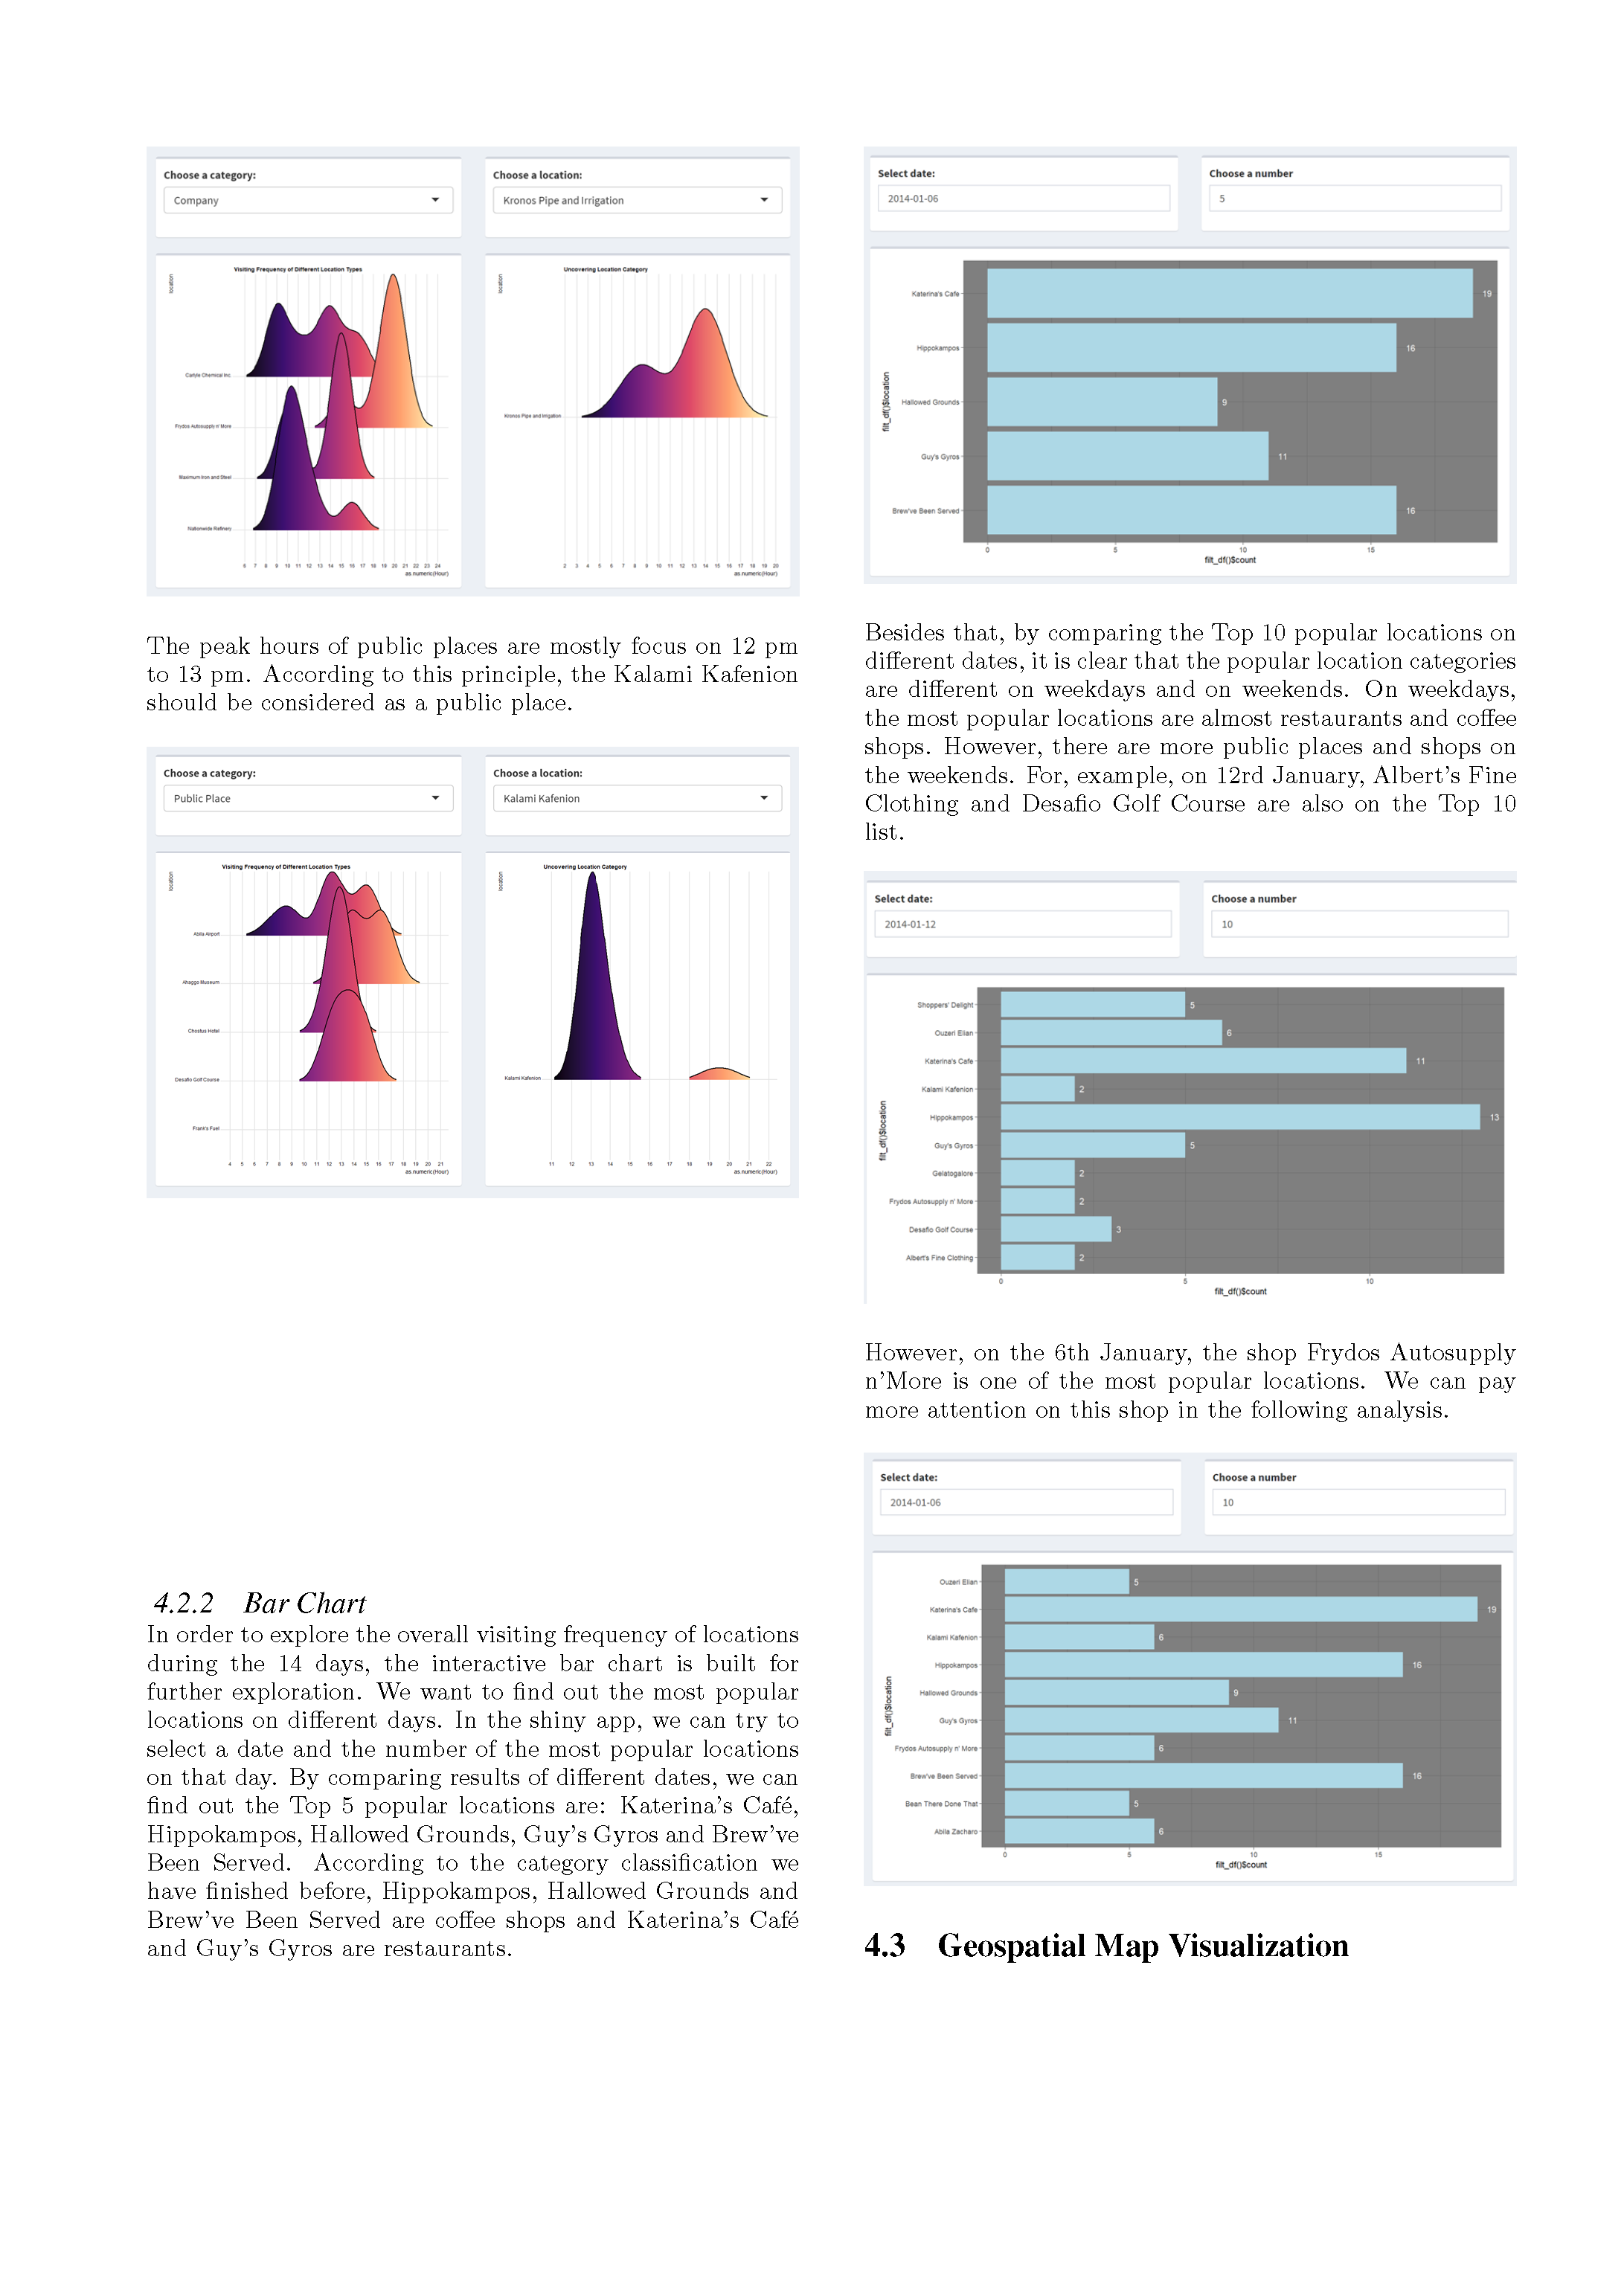 Choose a category:
Company
Choose a location:
Kronos Pipe and Irrigation
Visiting Frequency of Different Location Types
location
Carlyle Chemical Inc.
Frydos Autosupply n' More
Maximum Iron and Steel
Nationwide Refinery
6 7 8 9 10 11 12 13 14 15 16 17 18 19 20 21 22 23 24
as.numeric(Hour)
Uncovering Location Category
location
Kronos Pipe and Irrigation
2 3 4 5 6 7 8 9 10 11 12 13 14 15 16 17 18 19 20
as.numeric(Hour)
The peak hours of public places are mostly focus on 12 pm
to 13 pm. According to this principle, the Kalami Kafenion
should be considered as a public place.
Choose a category:
Public Place
Choose a location:
Kalami Kafenion
Visiting Frequency of Different Location Types
location
Abila Airport
Ahaggo Museum
Chostus Hotel
Desafio Golf Course
Frank's Fuel
4 5 6 7 8 9 10 11 12 13 14 15 16 17 18 19 20 21
as.numeric(Hour)
Uncovering Location Category
location
Kalami Kafenion
11 12 13 14 15 16 17 18 19 20 21 22
as.numeric(Hour)
4.2.2 Bar Chart
In order to explore the overall visiting frequency of locations
during the 14 days, the interactive bar chart is built for
further exploration. We want to find out the most popular
locations on different days. In the shiny app, we can try to
select a date and the number of the most popular locations
on that day. By comparing results of different dates, we can
find out the Top 5 popular locations are: Katerina's Café,
Hippokampos, Hallowed Grounds, Guy's Gyros and Brew've
Been Served. According to the category classification we
have finished before, Hippokampos, Hallowed Grounds and
Brew've Been Served are coffee shops and Katerina's Café
and Guy's Gyros are restaurants.
Select date:
2014-01-06
Choose a number
5
filt_df()$location
Katerina's Cafe 19
Hippokampos 16
Hallowed Grounds 9
Guy's Gyros 11
Brew've Been Served 16
0 5 10 15
filt_df()$count
Besides that, by comparing the Top 10 popular locations on
different dates, it is clear that the popular location categories
are different on weekdays and on weekends. On weekdays,
the most popular locations are almost restaurants and coffee
shops. However, there are more public places and shops on
the weekends. For, example, on 12rd January, Albert's Fine
Clothing and Desafio Golf Course are also on the Top 10
list.
Select date:
2014-01-12
Choose a number
10
filt_df()$location
Shoppers' Delight 5
Ouzeri Elian 6
Katerina's Cafe 11
Kalami Kafenion 2
Hippokampos 13
Guy's Gyros 5
Gelatogalore 2
Frydos Autosupply n' More 2
Desafio Golf Course 3
Albert's Fine Clothing 2
0 5 10
filt_df()$count
However, on the 6th January, the shop Frydos Autosupply
n'More is one of the most popular locations. We can pay
more attention on this shop in the following analysis.
Select date:
2014-01-06
Choose a number
10
filt_df()$location
Ouzeri Elian 5
Katerina's Cafe 19
Kalami Kafenion 6
Hippokampos 16
Hallowed Grounds 9
Guy's Gyros 11
Frydos Autosupply n' More 6
Brew've Been Served 16
Bean There Done That 5
Abila Zacharo 6
0 5 10 15
filt_df()$count
4.3 Geospatial Map Visualization